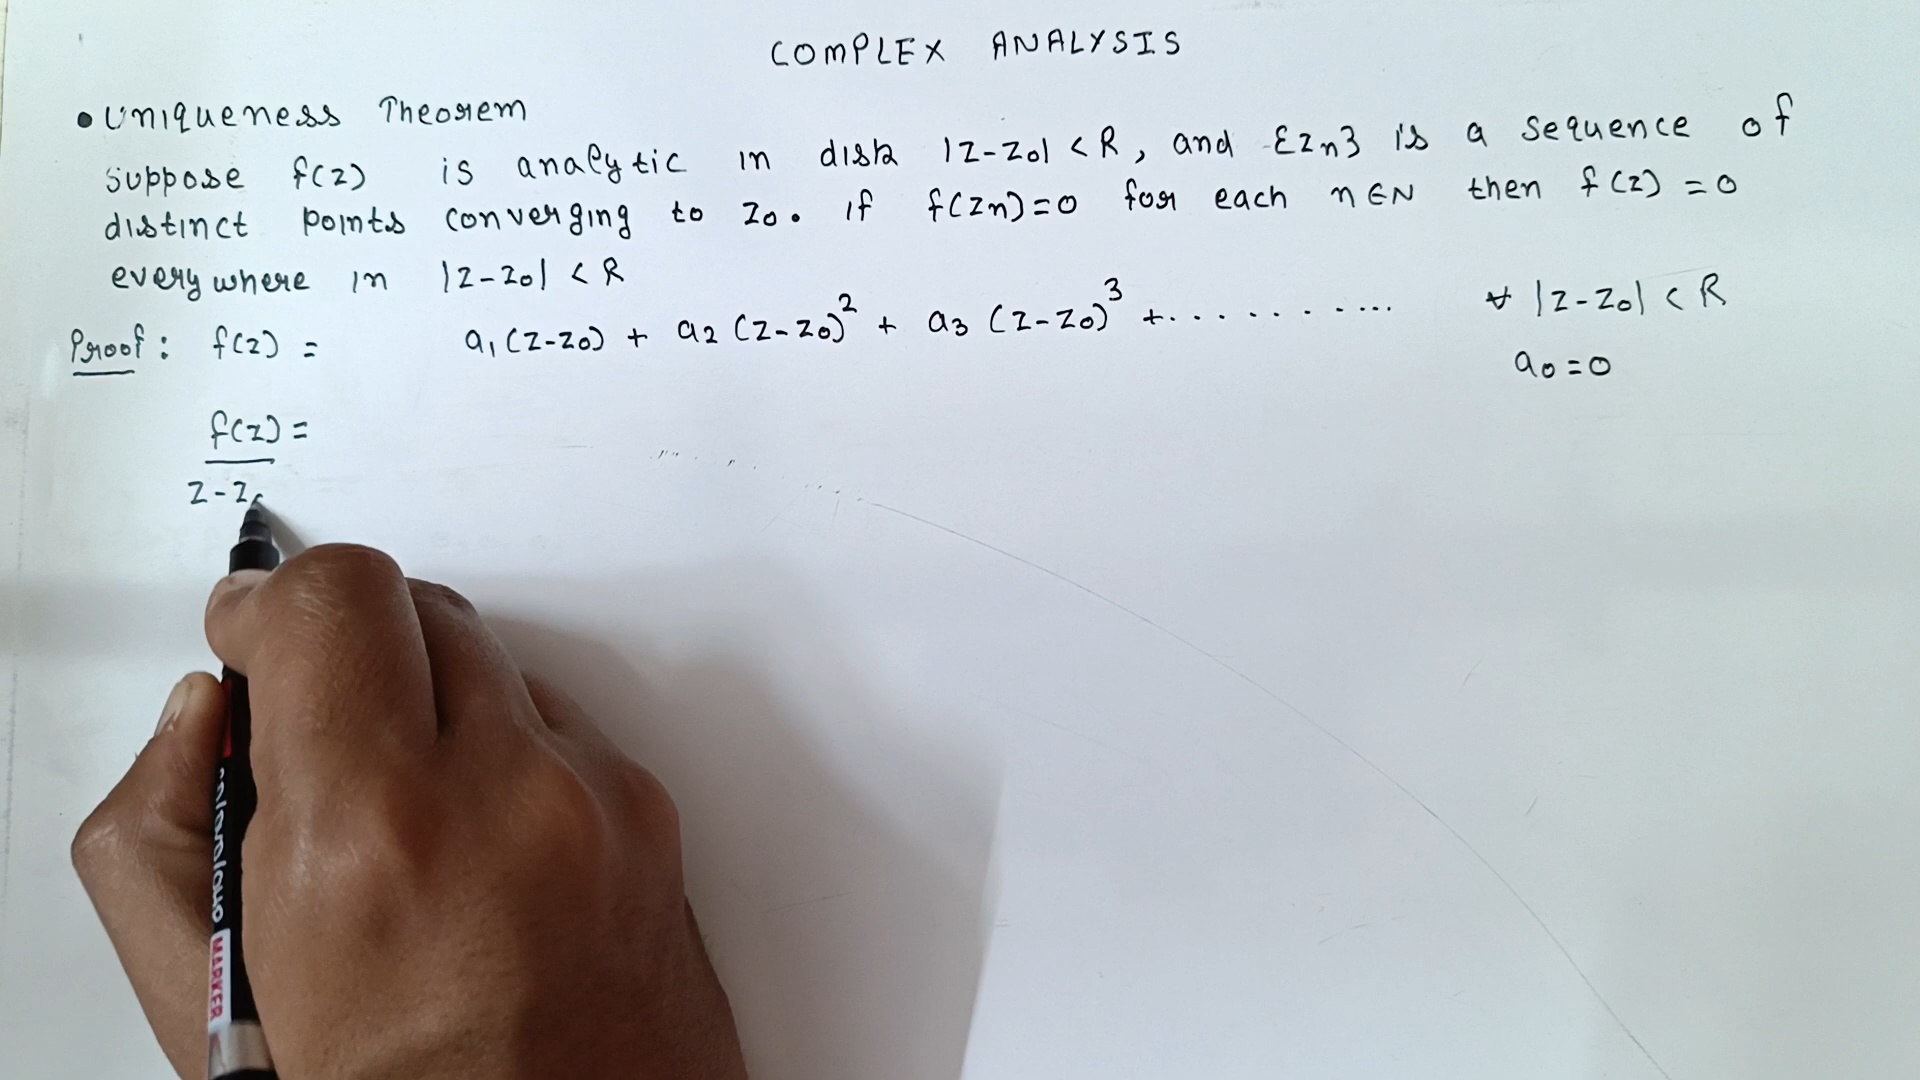 COMPLEX ANALYSIS
• Uniqueness Theorem
suppose f(z) is analytic in disk |z-z₀| < R, and {zn} is a sequence of
distinct points converging to z₀. if f(zn)=0 for each n∈N then f(z) = 0
everywhere in |z-z₀| < R
Proof: f(z) = a₁(z-z₀) + a₂(z-z₀)² + a₃(z-z₀)³ +........... ∀ |z-z₀| < R
a₀=0
f(z) =
z-z₀
MARKER